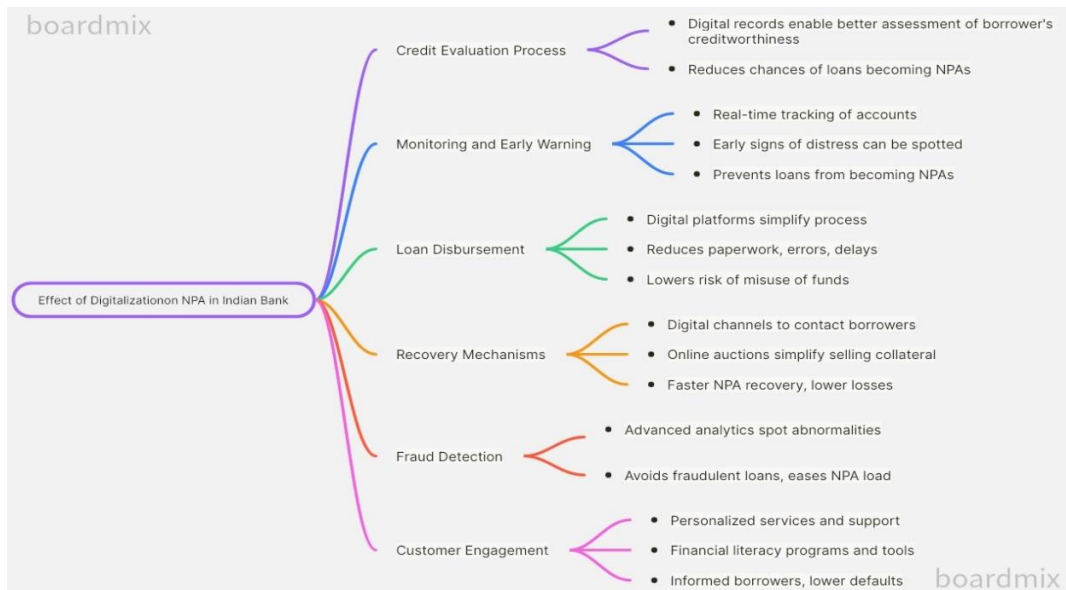 boardmix
Effect of Digitalizationon NPA in Indian Bank
Credit Evaluation Process
• Digital records enable better assessment of borrower's
creditworthiness
• Reduces chances of loans becoming NPAs
Monitoring and Early Warning
• Real-time tracking of accounts
• Early signs of distress can be spotted
• Prevents loans from becoming NPAs
Loan Disbursement
• Digital platforms simplify process
• Reduces paperwork, errors, delays
• Lowers risk of misuse of funds
Recovery Mechanisms
• Digital channels to contact borrowers
• Online auctions simplify selling collateral
• Faster NPA recovery, lower losses
Fraud Detection
• Advanced analytics spot abnormalities
• Avoids fraudulent loans, eases NPA load
Customer Engagement
• Personalized services and support
• Financial literacy programs and tools
• Informed borrowers, lower defaults
boardmix